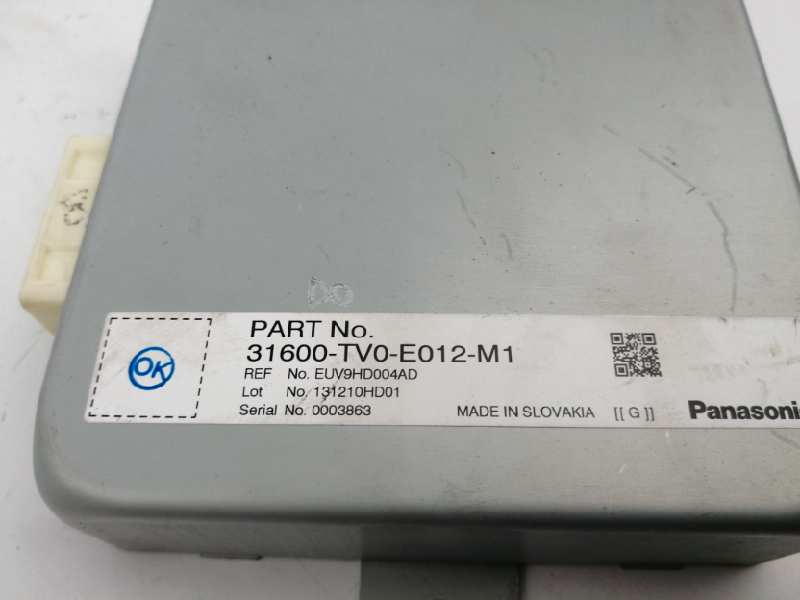 OK
PART No.
31600-TV0-E012-M1
REF No. EUV9HD004AD
Lot No. 131210HD01
Serial No. 0003863 MADE IN SLOVAKIA [[ G ]] Panasonic